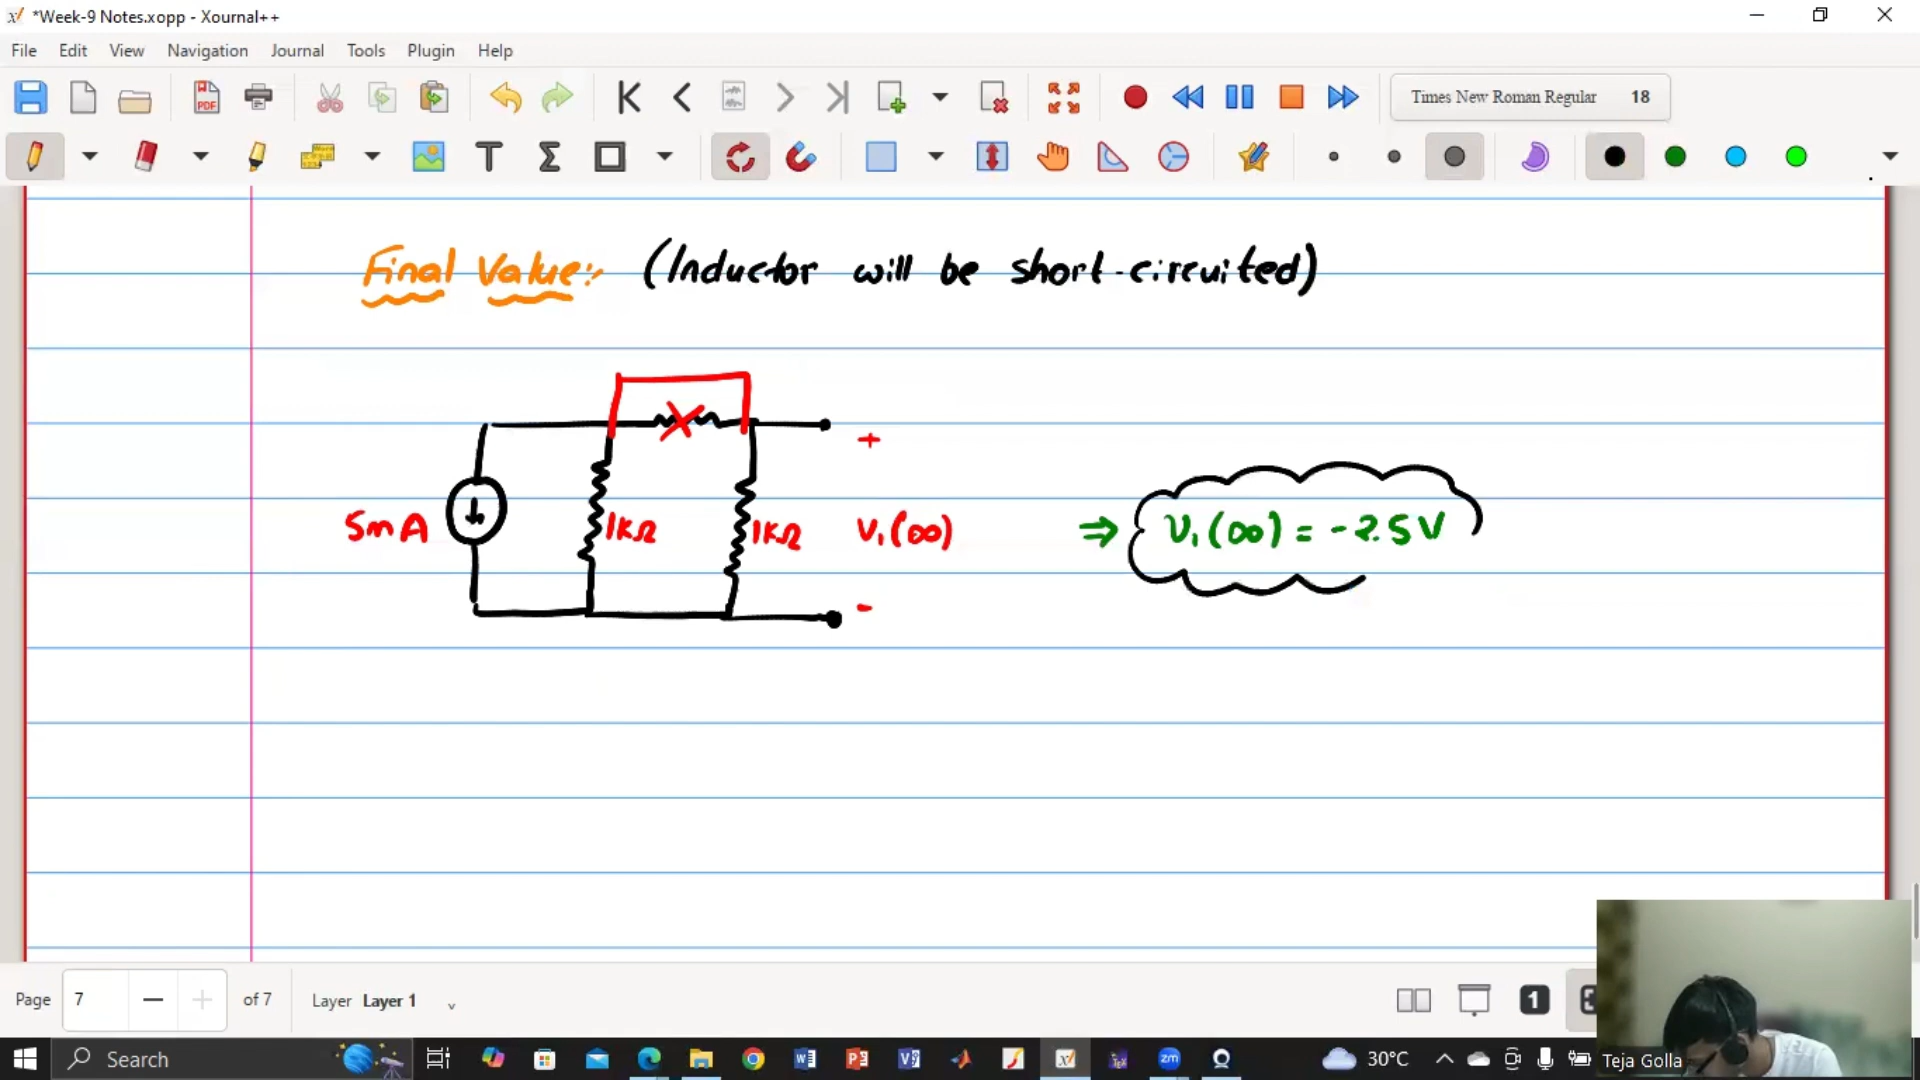 *Week-9 Notes.xopp - Xournal++
File Edit View Navigation Journal Tools Plugin Help
Times New Roman Regular 18
Final Value:- (Inductor will be short-circuited)
+
5mA 1kΩ 1kΩ V₁(∞) ⇒ V₁(∞) = -2.5V
-
Page 7 of 7 Layer Layer 1
1
Search
30°C
Teja Golla